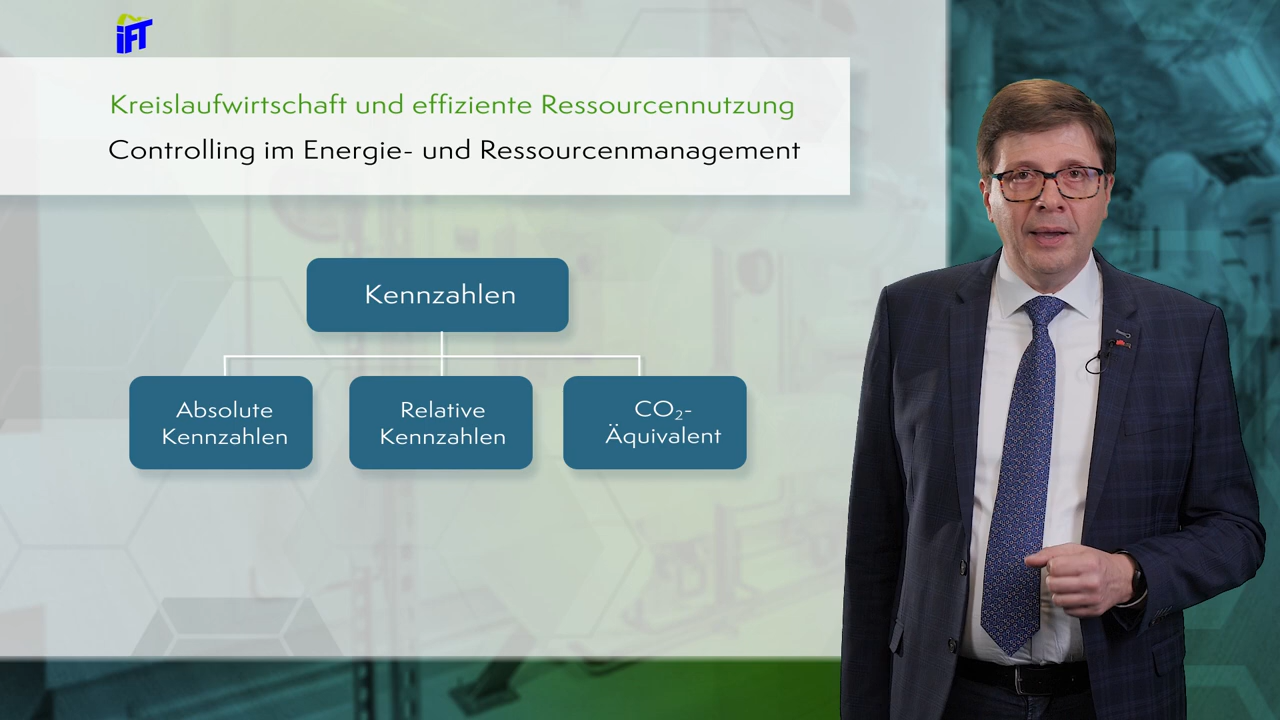 iFT
Kreislaufwirtschaft und effiziente Ressourcennutzung
Controlling im Energie- und Ressourcenmanagement
Kennzahlen
Absolute
Kennzahlen
Relative
Kennzahlen
CO₂-
Äquivalent